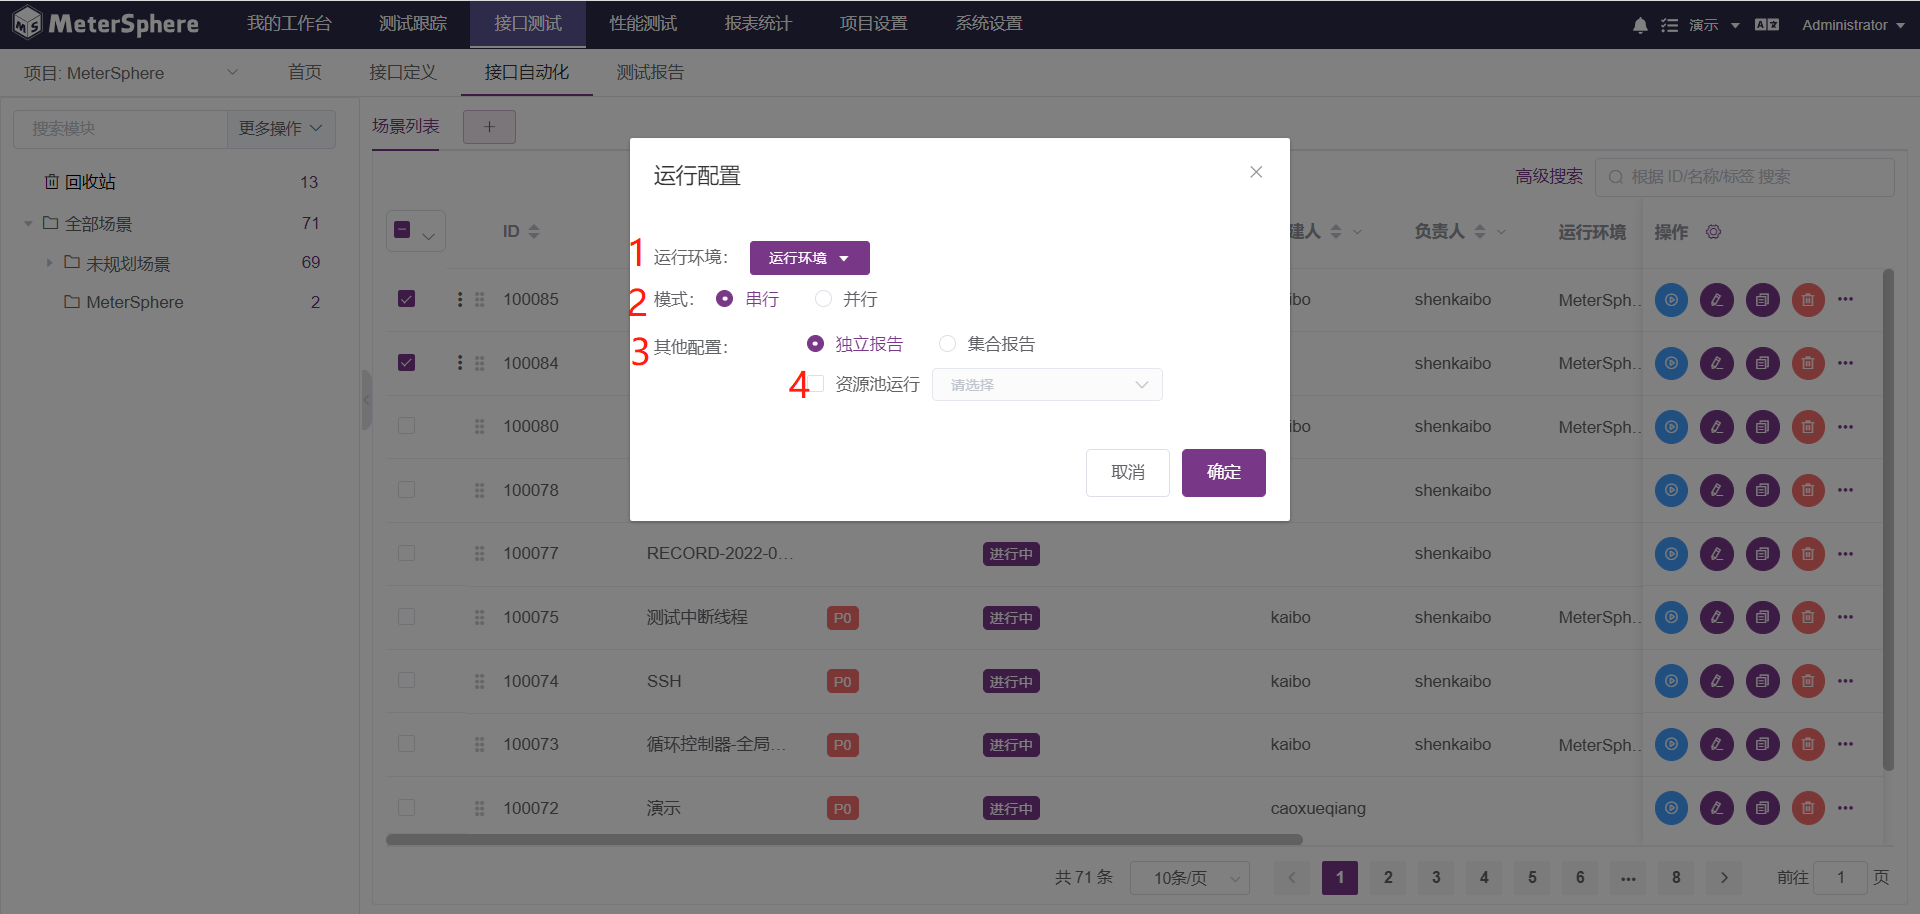 MeterSphere 我的工作台 测试跟踪 接口测试 性能测试 报表统计 项目设置 系统设置 演示 Administrator
项目: MeterSphere 首页 接口定义 接口自动化 测试报告
搜索模块 更多操作 场景列表 +
运行配置
回收站 13 高级搜索 根据 ID/名称/标签 搜索
全部场景 71
ID 建人 负责人 运行环境 操作
1 运行环境: 运行环境
未规划场景 69
MeterSphere 2
100085 ibo shenkaibo MeterSph...
2 模式: 串行 并行
3 其他配置: 独立报告 集合报告
100084 shenkaibo MeterSph...
4 资源池运行 请选择
100080 ibo shenkaibo MeterSph...
取消 确定
100078 shenkaibo
100077 RECORD-2022-0... 进行中 shenkaibo
100075 测试中断线程 P0 进行中 kaibo shenkaibo MeterSph...
100074 SSH P0 进行中 kaibo shenkaibo
100073 循环控制器-全局... P0 进行中 kaibo shenkaibo MeterSph...
100072 演示 P0 进行中 caoxueqiang
共 71 条 10条/页 < 1 2 3 4 5 6 ... 8 > 前往 1 页